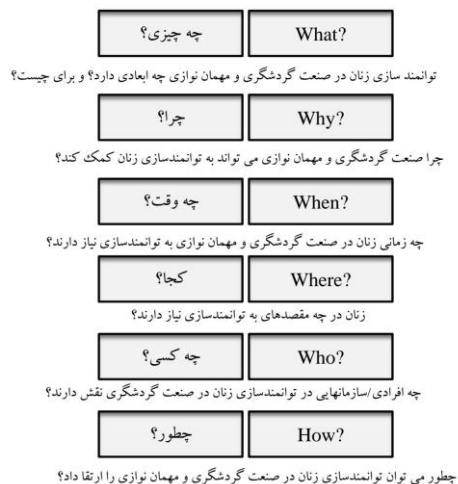 What? چه چیزی؟
توانمند سازی زنان در صنعت گردشگری و مهمان نوازی چه ابعادی دارد؟ و برای چیست؟
Why? چرا؟
چرا صنعت گردشگری و مهمان نوازی می تواند به توانمندسازی زنان کمک کند؟
When? چه وقت؟
چه زمانی زنان در صنعت گردشگری و مهمان نوازی به توانمندسازی نیاز دارند؟
Where? کجا؟
زنان در چه مقصدهای به توانمندسازی نیاز دارند؟
Who? چه کسی؟
چه افرادی/سازمانهایی در توانمندسازی زنان در صنعت گردشگری نقش دارند؟
How? چطور؟
چطور می توان توانمندسازی زنان در صنعت گردشگری و مهمان نوازی را ارتقا داد؟